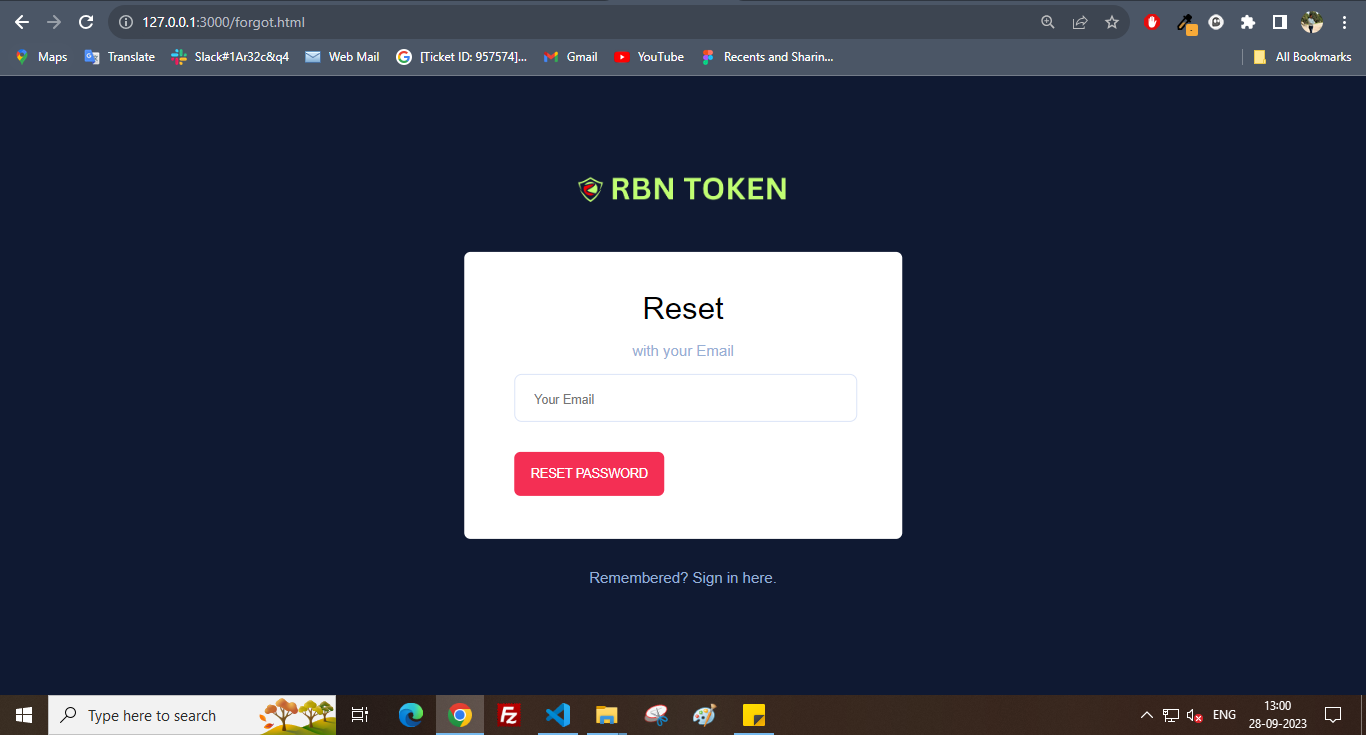 127.0.0.1:3000/forgot.html
Maps Translate Slack#1Ar32c&q4 Web Mail [Ticket ID: 957574]... Gmail YouTube Recents and Sharin... All Bookmarks
RBN TOKEN
Reset
with your Email
Your Email
RESET PASSWORD
Remembered? Sign in here.
Type here to search
ENG
13:00
28-09-2023